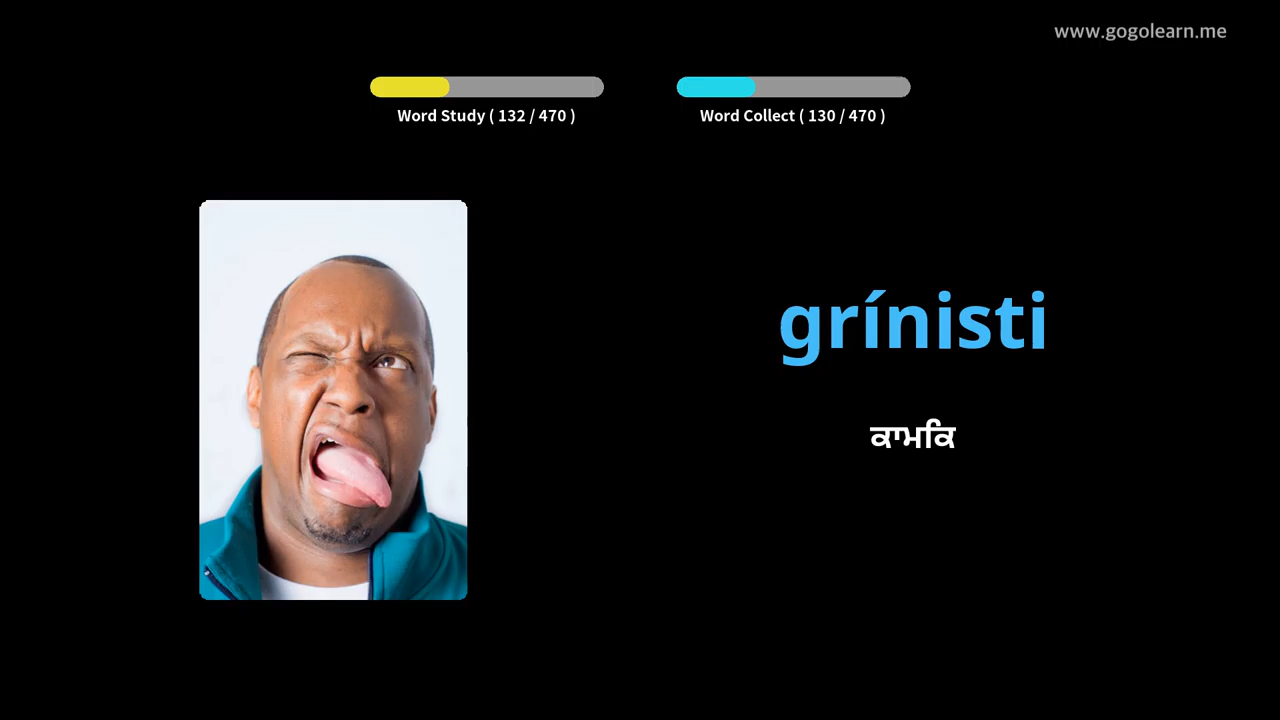 www.gogolearn.me
Word Study ( 132 / 470 )
Word Collect ( 130 / 470 )
grínisti
ਕਾਮਕਿ